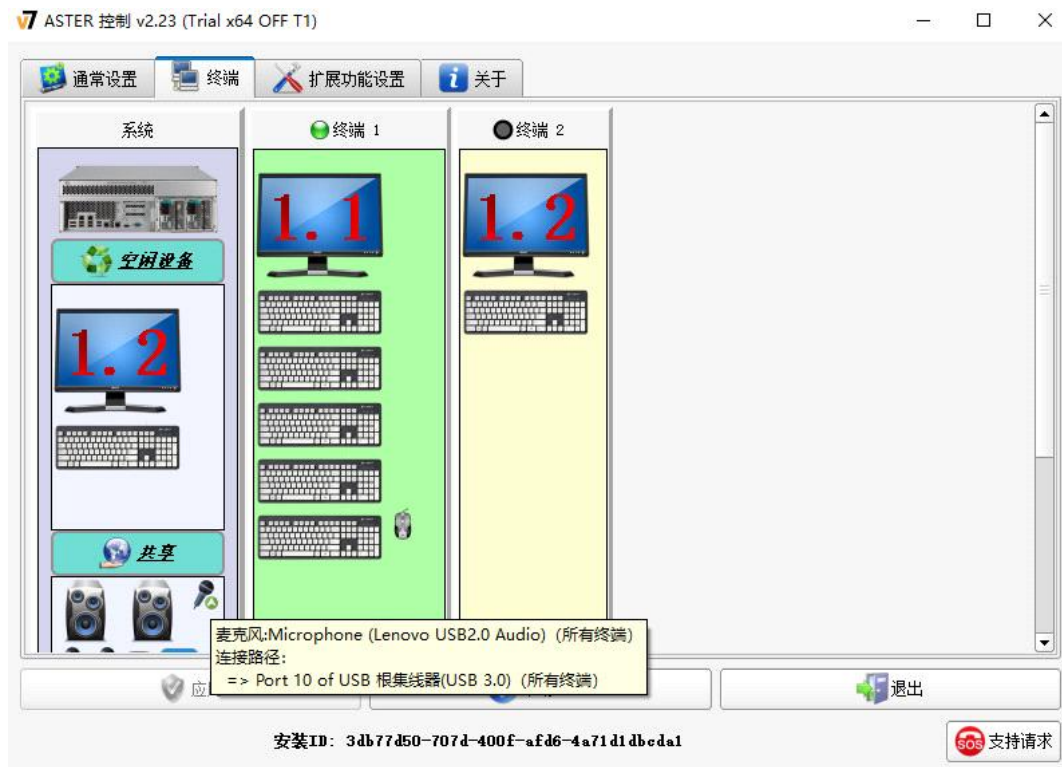 ASTER 控制 v2.23 (Trial x64 OFF T1)
通常设置 终端 扩展功能设置 关于
系统 终端 1 终端 2
1.1 1.2
空闲设备
1.2
共享
麦克风:Microphone (Lenovo USB2.0 Audio) (所有终端)
连接路径:
=> Port 10 of USB 根集线器(USB 3.0) (所有终端)
退出
安装ID: 3db77d50-707d-400f-afd6-4a71d1dbcda1
SOS 支持请求